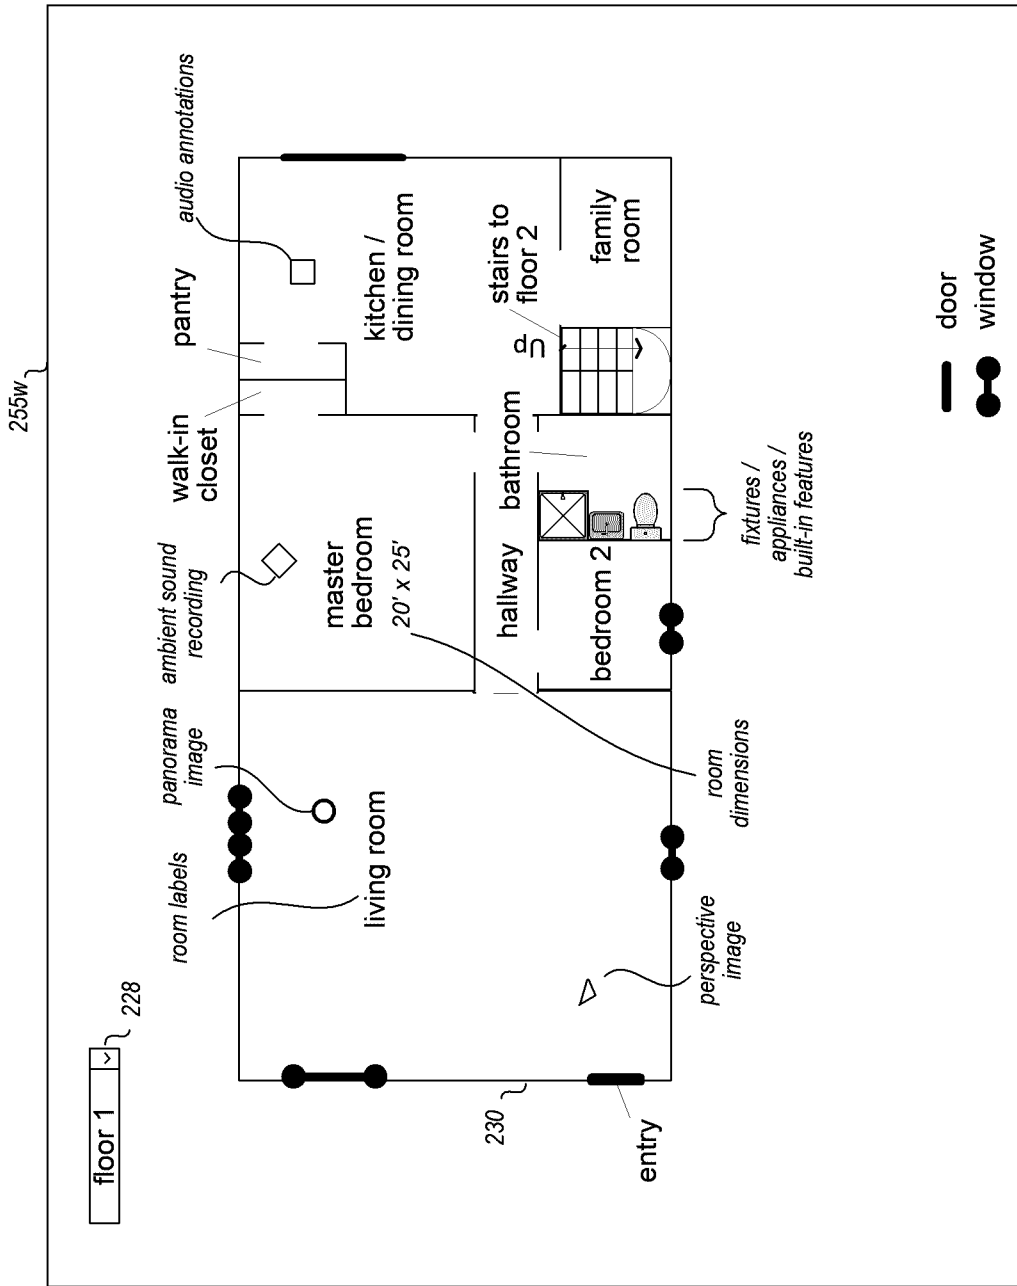 255w
floor 1
228
room labels
panorama
image
ambient sound
recording
walk-in
closet
pantry
audio annotations
living room
master
bedroom
20' x 25'
kitchen /
dining room
230
hallway
bathroom
up
stairs to
floor 2
bedroom 2
family
room
entry
perspective
image
room
dimensions
fixtures /
appliances /
built-in features
door
window